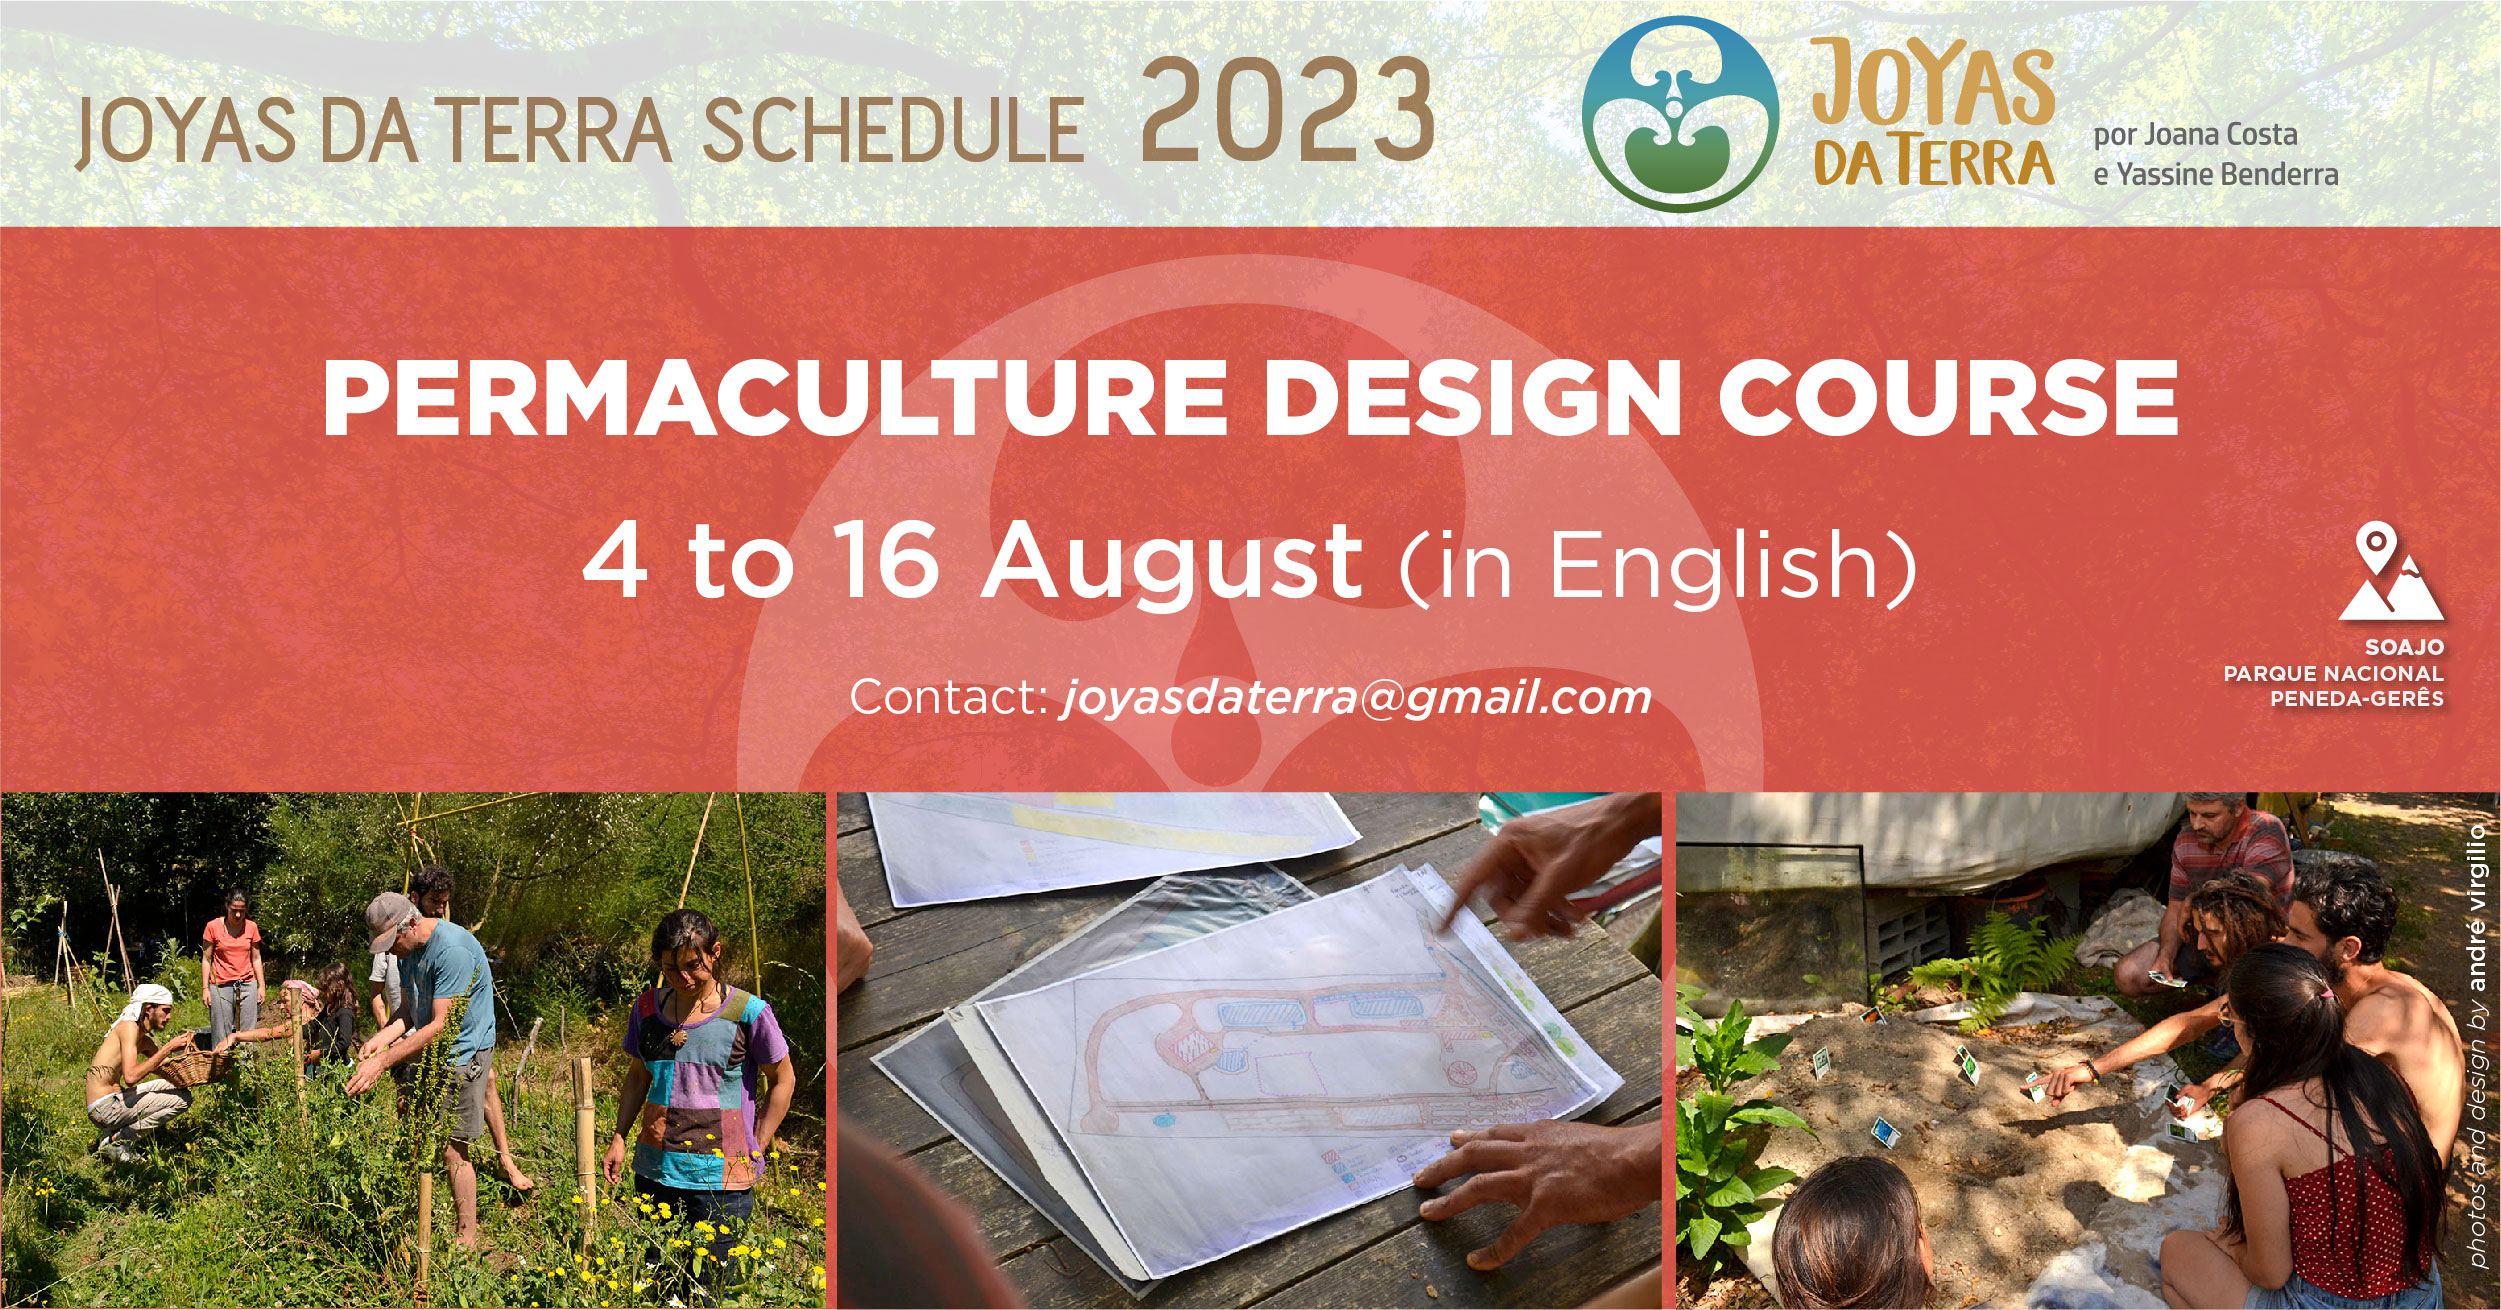 JOYAS DA TERRA SCHEDULE 2023
JOYAS
DA TERRA
por Joana Costa
e Yassine Benderra
PERMACULTURE DESIGN COURSE
4 to 16 August (in English)
Contact: joyasdaterra@gmail.com
SOAJO
PARQUE NACIONAL
PENEDA-GERÊS
photos and design by andré virgilio